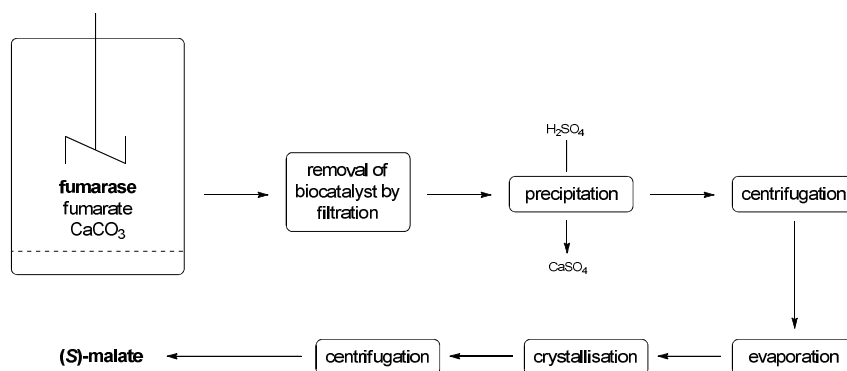 fumarase
fumarate
CaCO₃
removal of
biocatalyst by
filtration
H₂SO₄
precipitation
CaSO₄
centrifugation
evaporation
crystallisation
centrifugation
(S)-malate